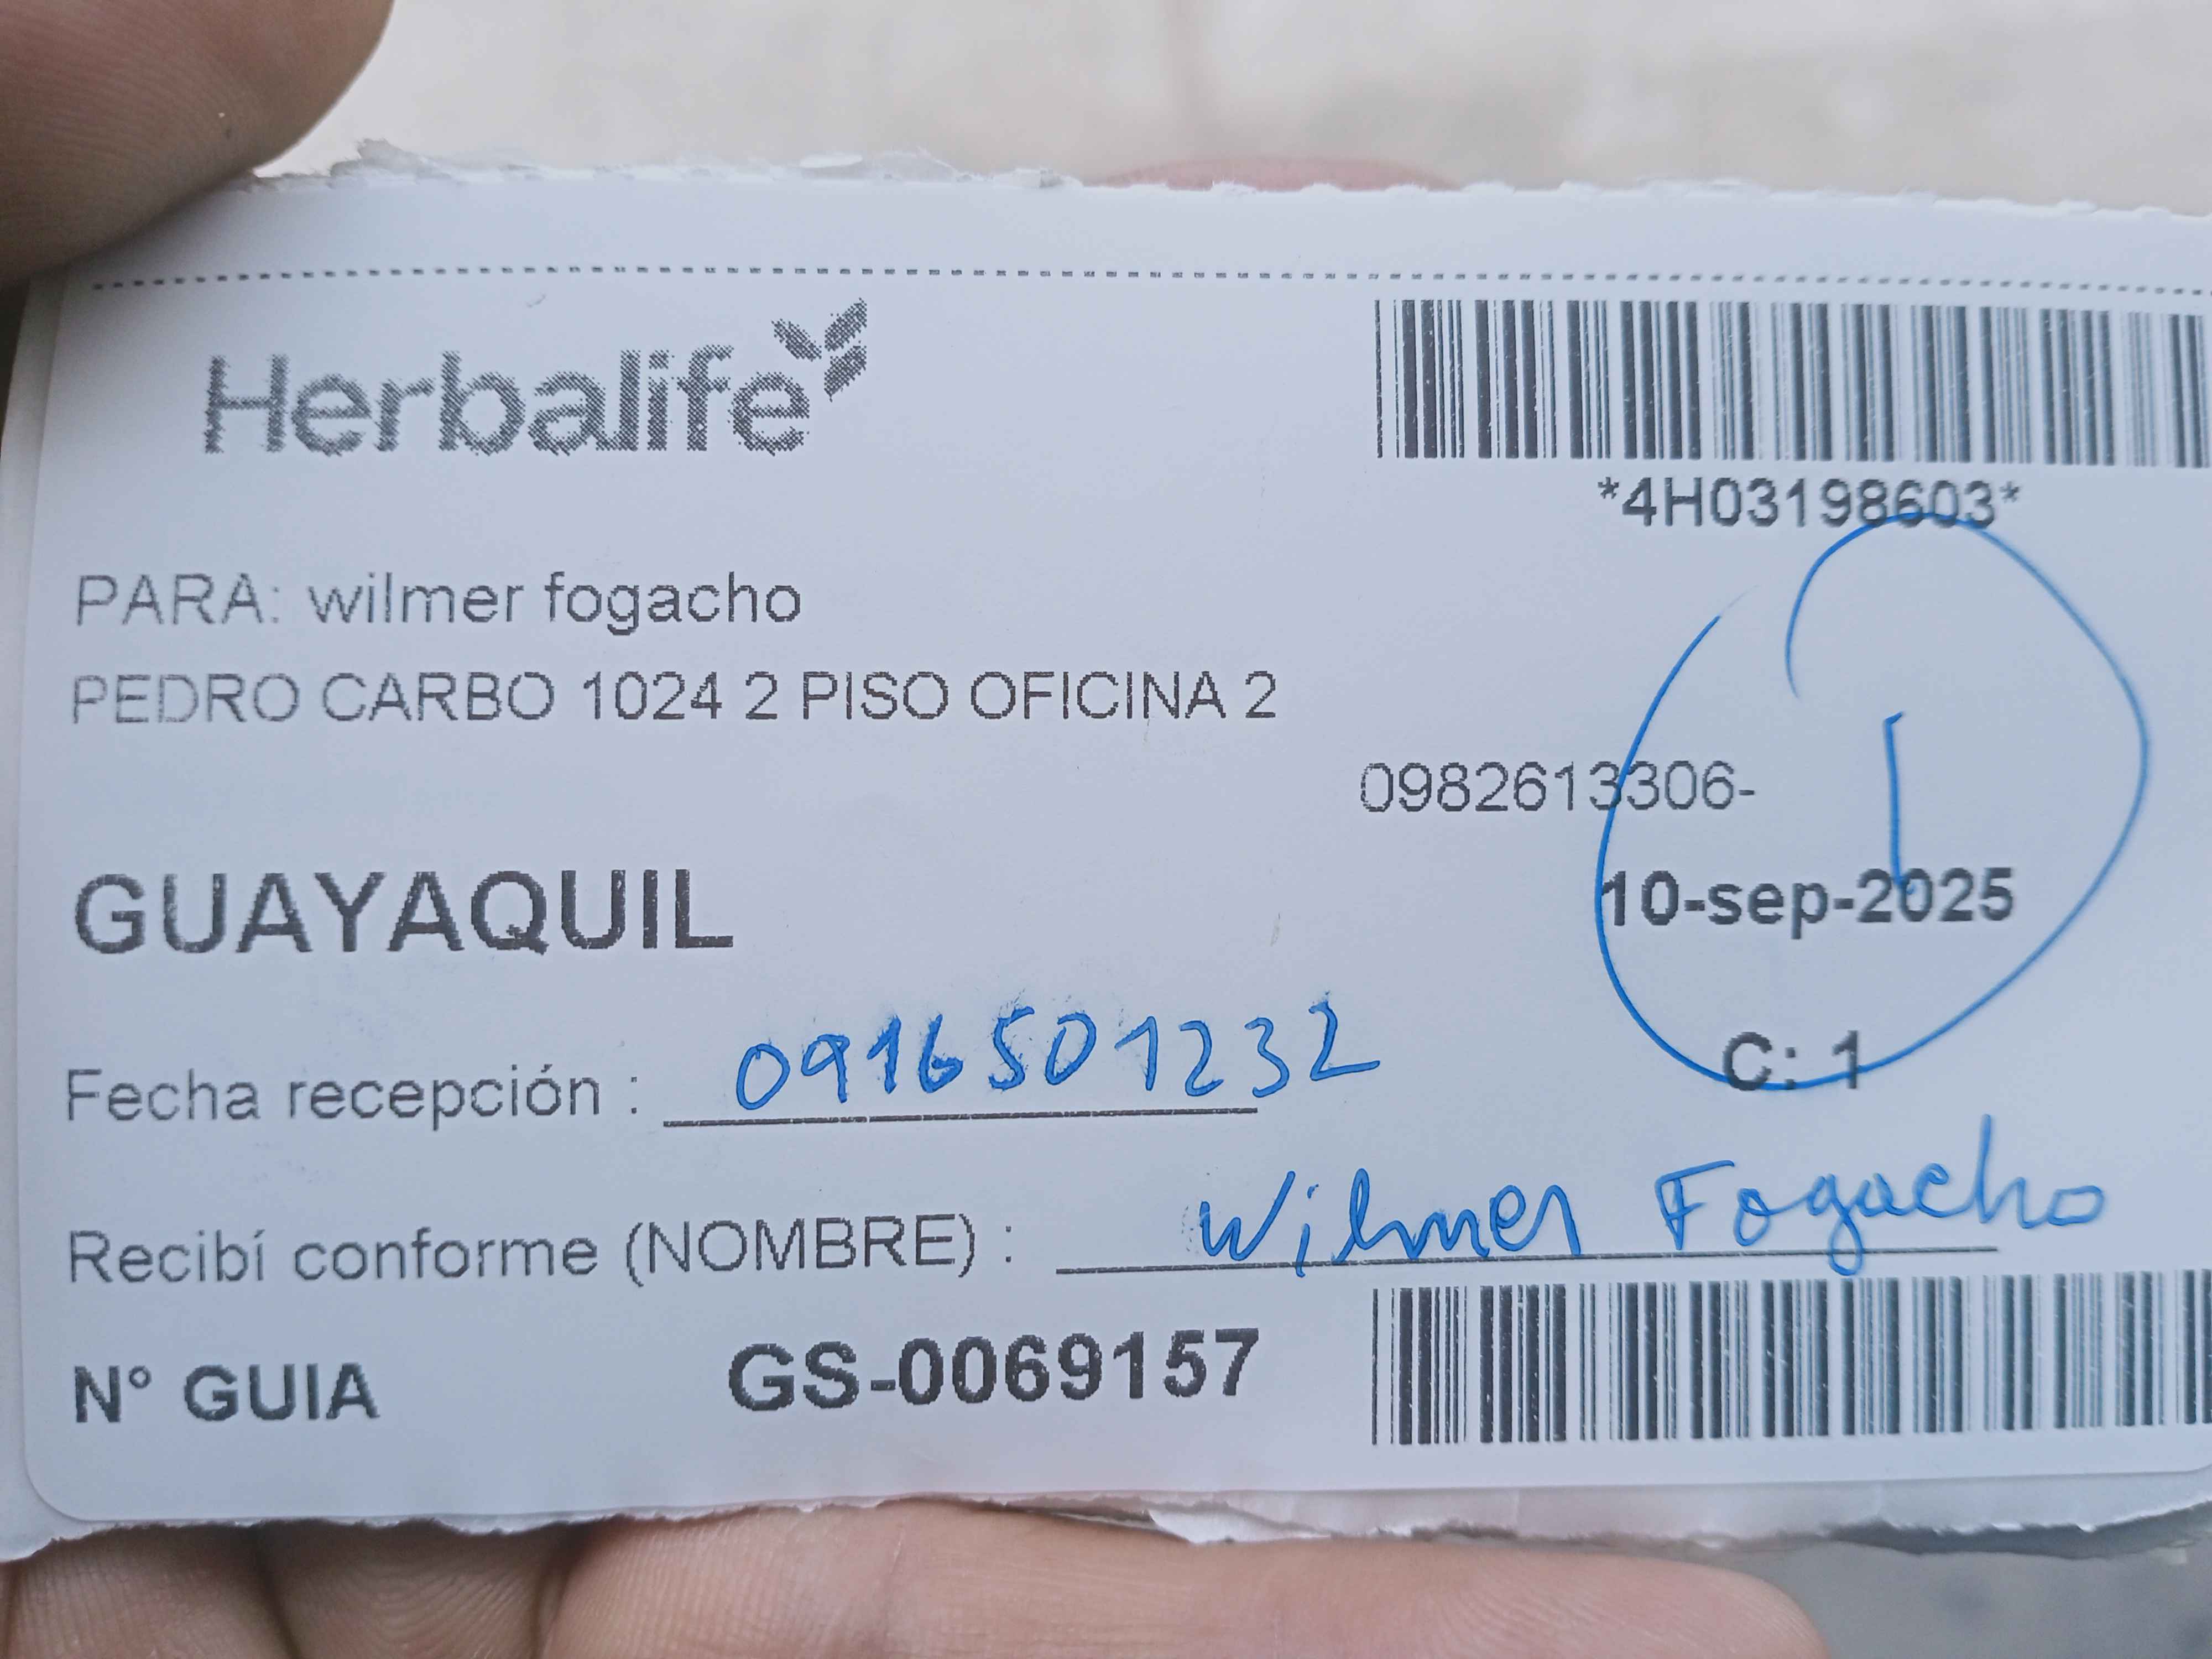 Herbalife
*4H03198603*
PARA: wilmer fogacho
PEDRO CARBO 1024 2 PISO OFICINA 2
0982613306-
1
GUAYAQUIL
10-sep-2025
C: 1
Fecha recepción : 0916501232
Recibí conforme (NOMBRE) : Wilmer Fogacho
N° GUIA GS-0069157